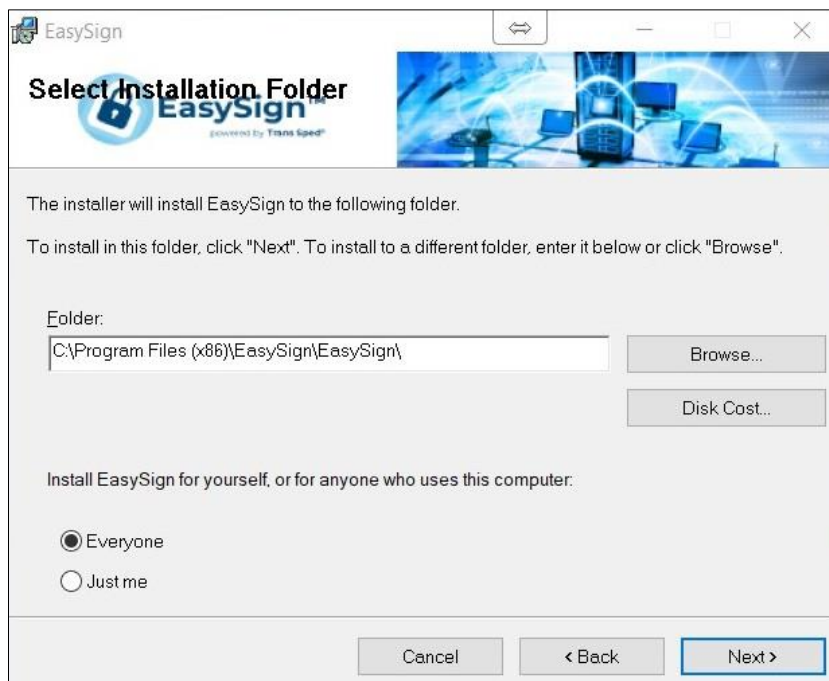 EasySign
Select Installation Folder
EasySign™
powered by Trans Sped®
The installer will install EasySign to the following folder.
To install in this folder, click "Next". To install to a different folder, enter it below or click "Browse".
Folder:
C:\Program Files (x86)\EasySign\EasySign\
Browse...
Disk Cost...
Install EasySign for yourself, or for anyone who uses this computer:
Everyone
Just me
Cancel
< Back
Next >